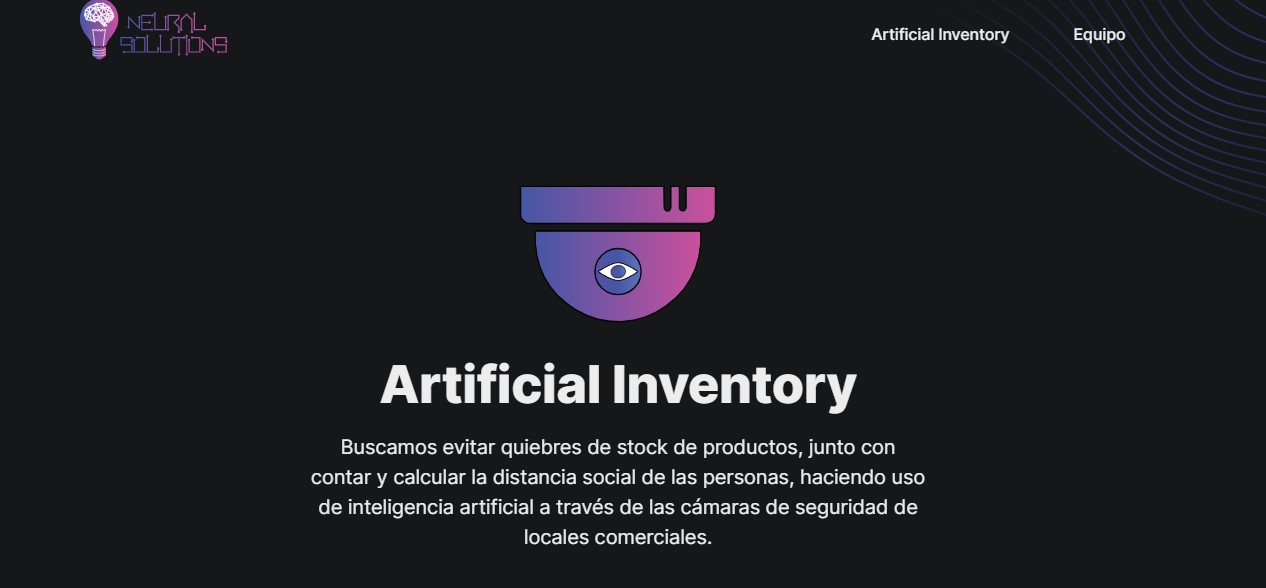 NEURAL
SOLUTIONS
Artificial Inventory
Equipo
Artificial Inventory
Buscamos evitar quiebres de stock de productos, junto con
contar y calcular la distancia social de las personas, haciendo uso
de inteligencia artificial a través de las cámaras de seguridad de
locales comerciales.